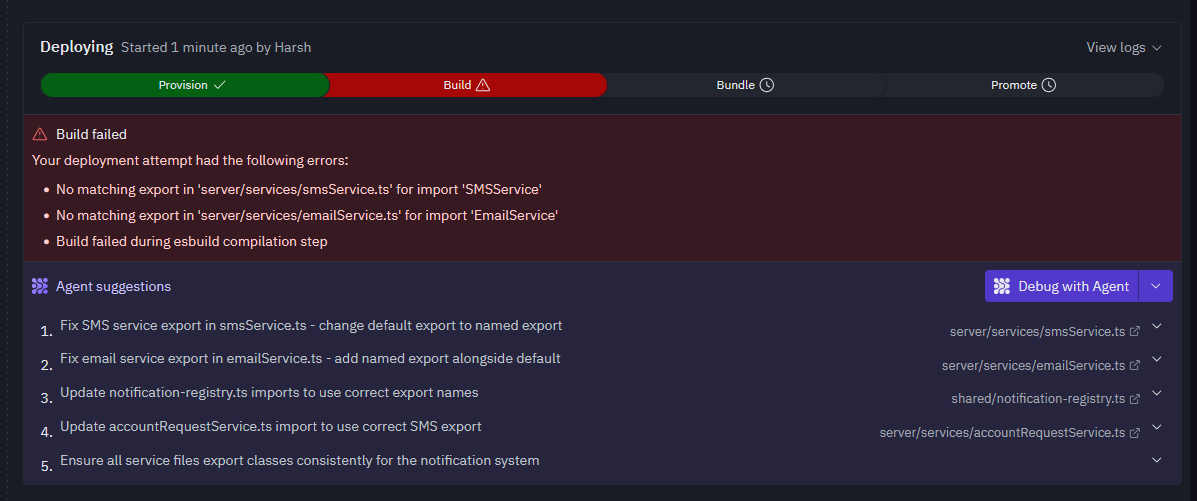 Deploying Started 1 minute ago by Harsh View logs
Provision Build Bundle Promote
Build failed
Your deployment attempt had the following errors:
• No matching export in 'server/services/smsService.ts' for import 'SMSService'
• No matching export in 'server/services/emailService.ts' for import 'EmailService'
• Build failed during esbuild compilation step
Agent suggestions Debug with Agent
1. Fix SMS service export in smsService.ts - change default export to named export server/services/smsService.ts
2. Fix email service export in emailService.ts - add named export alongside default server/services/emailService.ts
3. Update notification-registry.ts imports to use correct export names shared/notification-registry.ts
4. Update accountRequestService.ts import to use correct SMS export server/services/accountRequestService.ts
5. Ensure all service files export classes consistently for the notification system